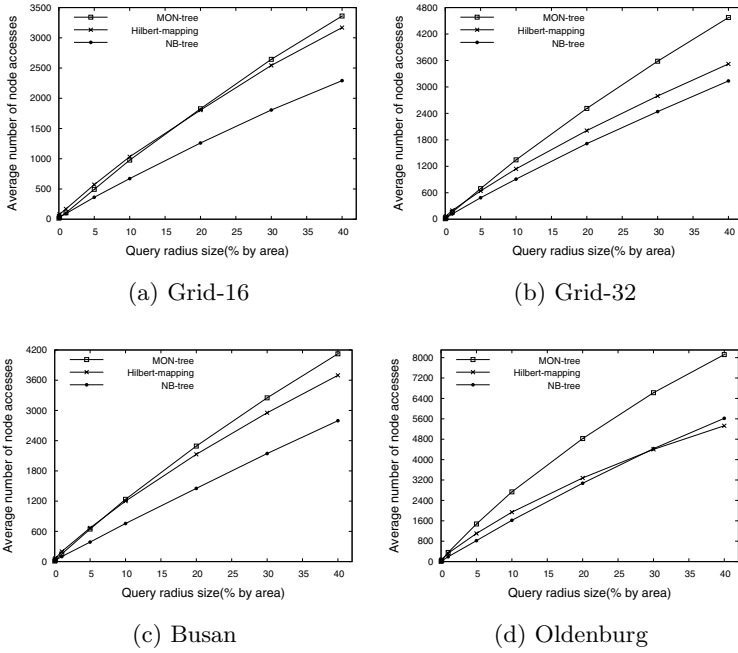 3500
3000
2500
2000
1500
1000
500
0
Average number of node accesses
MON-tree
Hilbert-mapping
NB-tree
0 5 10 15 20 25 30 35 40
Query radius size(% by area)
(a) Grid-16
4800
4200
3600
3000
2400
1800
1200
600
0
Average number of node accesses
MON-tree
Hilbert-mapping
NB-tree
0 5 10 15 20 25 30 35 40
Query radius size(% by area)
(b) Grid-32
4200
3600
3000
2400
1800
1200
600
0
Average number of node accesses
MON-tree
Hilbert-mapping
NB-tree
0 5 10 15 20 25 30 35 40
Query radius size(% by area)
(c) Busan
8000
7200
6400
5600
4800
4000
3200
2400
1600
800
0
Average number of node accesses
MON-tree
Hilbert-mapping
NB-tree
0 5 10 15 20 25 30 35 40
Query radius size(% by area)
(d) Oldenburg